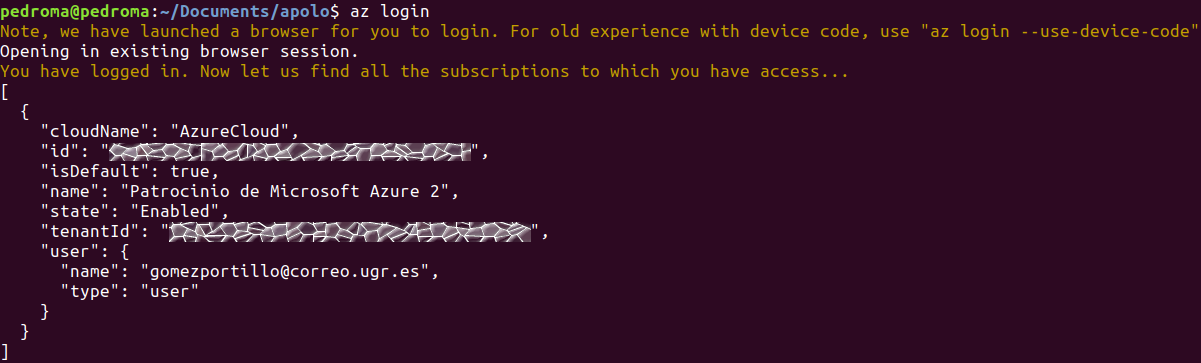 pedroma@pedroma:~/Documents/apolo$ az login
Note, we have launched a browser for you to login. For old experience with device code, use "az login --use-device-code"
Opening in existing browser session.
You have logged in. Now let us find all the subscriptions to which you have access...
[
  {
    "cloudName": "AzureCloud",
    "id": "",
    "isDefault": true,
    "name": "Patrocinio de Microsoft Azure 2",
    "state": "Enabled",
    "tenantId": "",
    "user": {
      "name": "gomezportillo@correo.ugr.es",
      "type": "user"
    }
  }
]